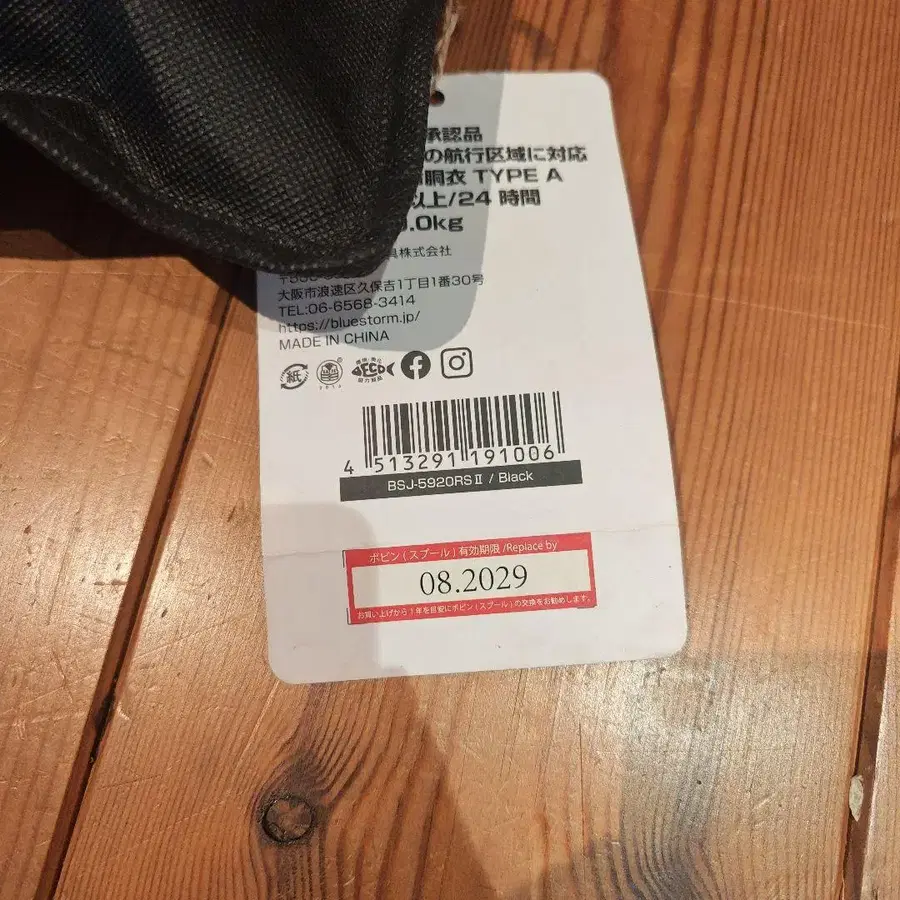 承認品
の航行区域に対応
胴衣 TYPE A
以上/24 時間
.0kg
具株式会社
大阪市浪速区久保吉1丁目1番30号
TEL:06-6568-3414
https://bluestorm.jp/
MADE IN CHINA
紙
ECO
4 513291 191006
BSJ-5920RSⅡ / Black
ボビン(スプール)有効期限/Replace by
08.2029
お買い上げから1年を目安にボビン(スプール)の交換をお勧めします。